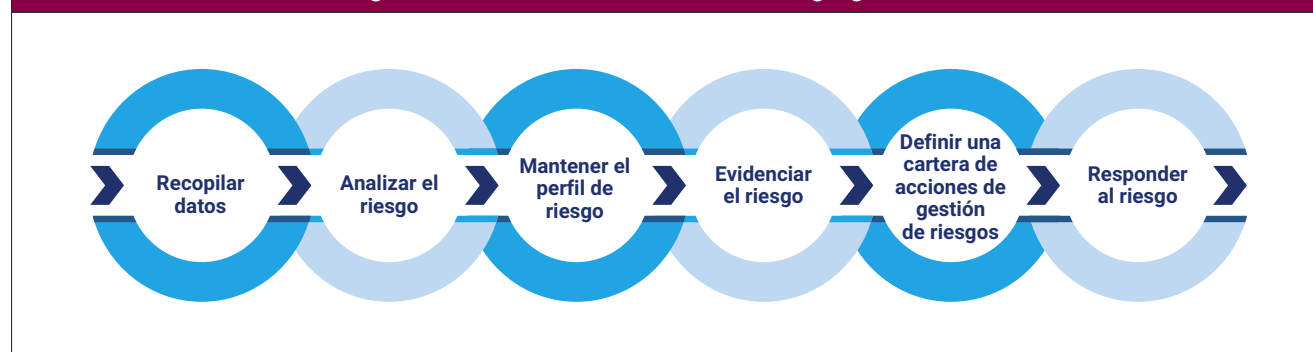 Recopilar
datos
Analizar el
riesgo
Mantener el
perfil de
riesgo
Evidenciar
el riesgo
Definir una
cartera de
acciones de
gestión
de riesgos
Responder
al riesgo